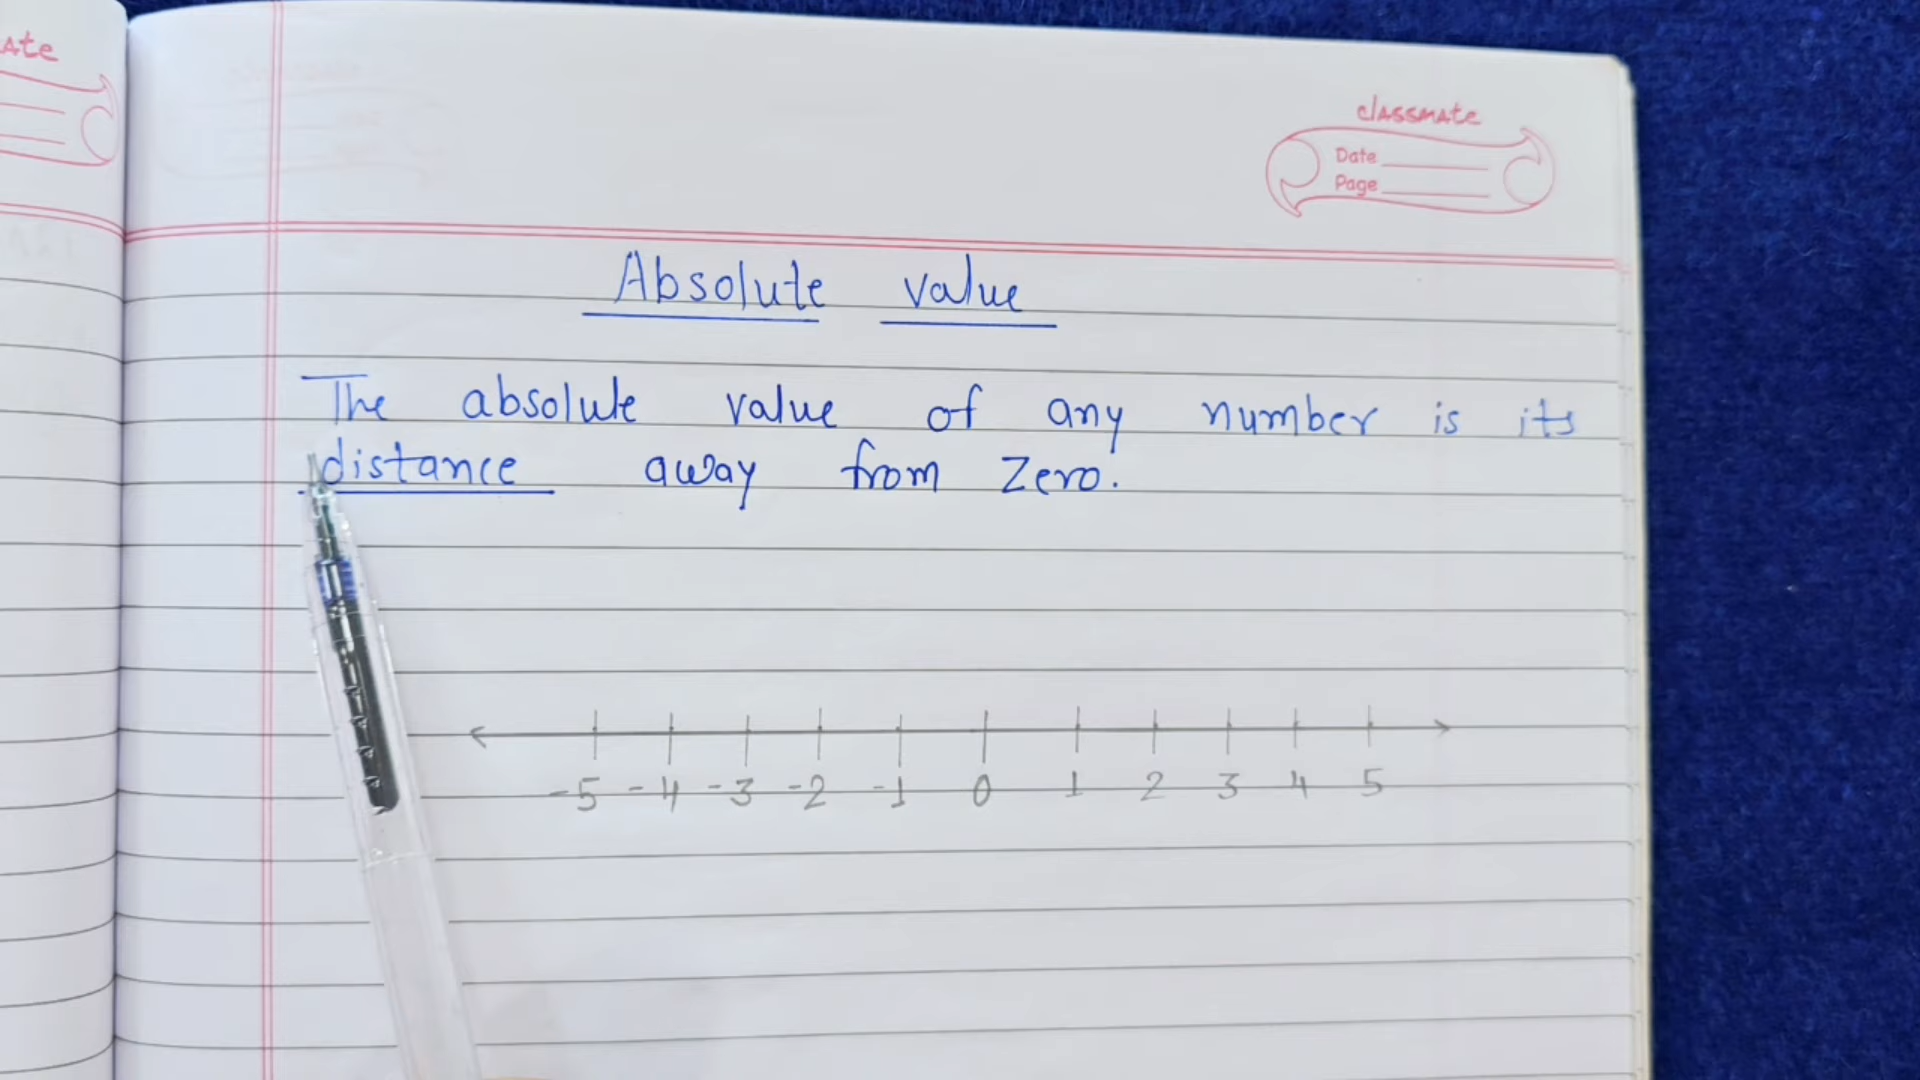 ate
classmate
Date
Page
Absolute value
The absolute value of any number is its
distance away from Zero.
-5 -4 -3 -2 -1 0 1 2 3 4 5